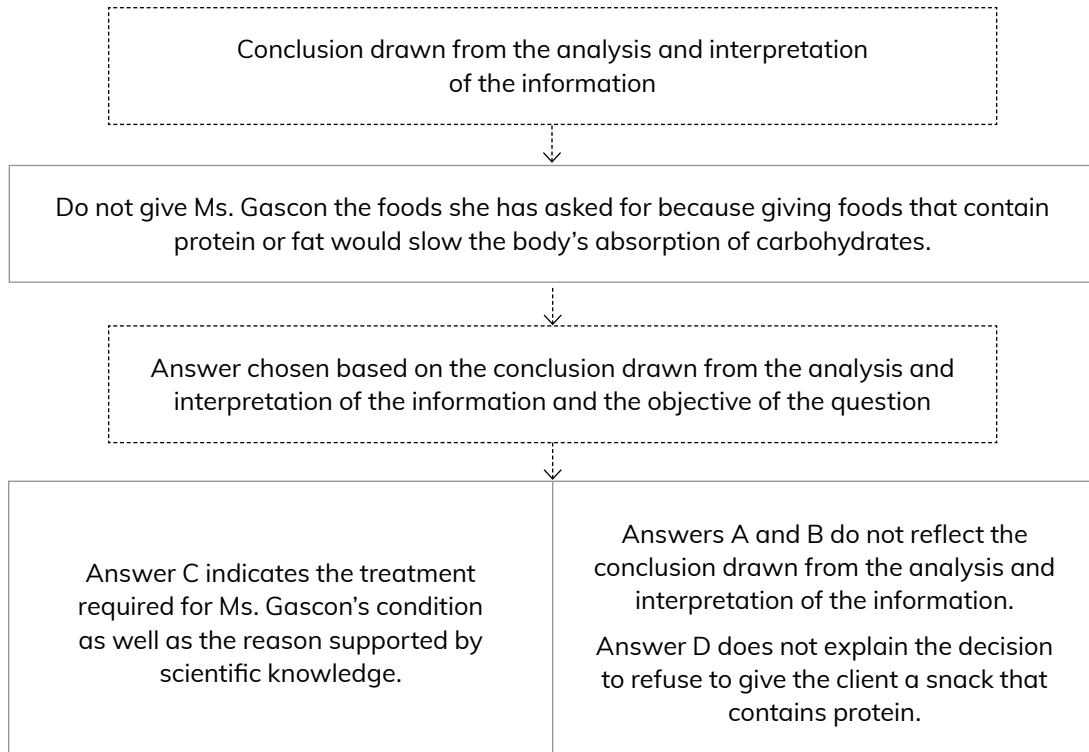 Conclusion drawn from the analysis and interpretation
of the information
Do not give Ms. Gascon the foods she has asked for because giving foods that contain
protein or fat would slow the body’s absorption of carbohydrates.
Answer chosen based on the conclusion drawn from the analysis and
interpretation of the information and the objective of the question
Answer C indicates the treatment
required for Ms. Gascon’s condition
as well as the reason supported by
scientific knowledge.
Answers A and B do not reflect the
conclusion drawn from the analysis and
interpretation of the information.
Answer D does not explain the decision
to refuse to give the client a snack that
contains protein.